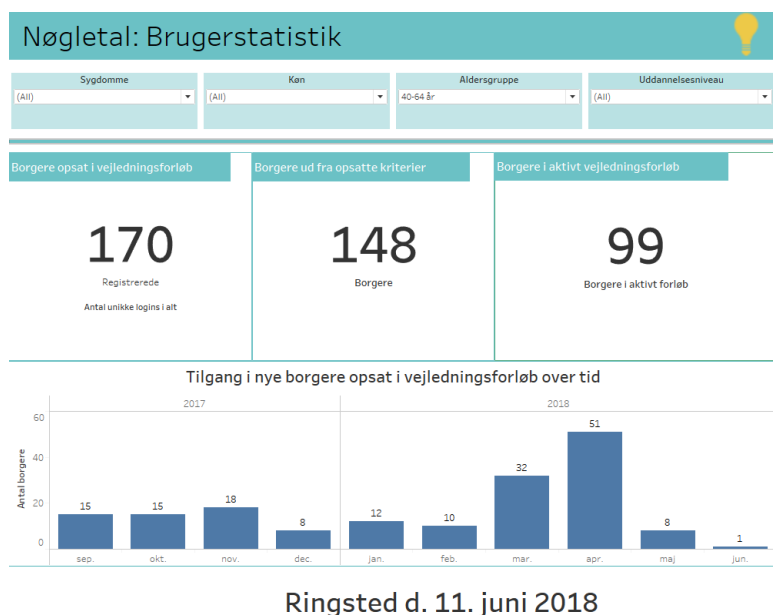 Nøgletal: Brugerstatistik
Sygdomme Køn Aldersgruppe Uddannelsesniveau
(All) (All) 40-64 år (All)
Borgere opsat i vejledningsforløb Borgere ud fra opsatte kriterier Borgere i aktivt vejledningsforløb
170 148 99
Registrerede Borgere Borgere i aktivt forløb
Antal unikke logins i alt
Tilgang i nye borgere opsat i vejledningsforløb over tid
2017 2018
Antal borgere
60
40
20
0
15 15 18 8 12 10 32 51 8 1
sep. okt. nov. dec. jan. feb. mar. apr. maj jun.
Ringsted d. 11. juni 2018